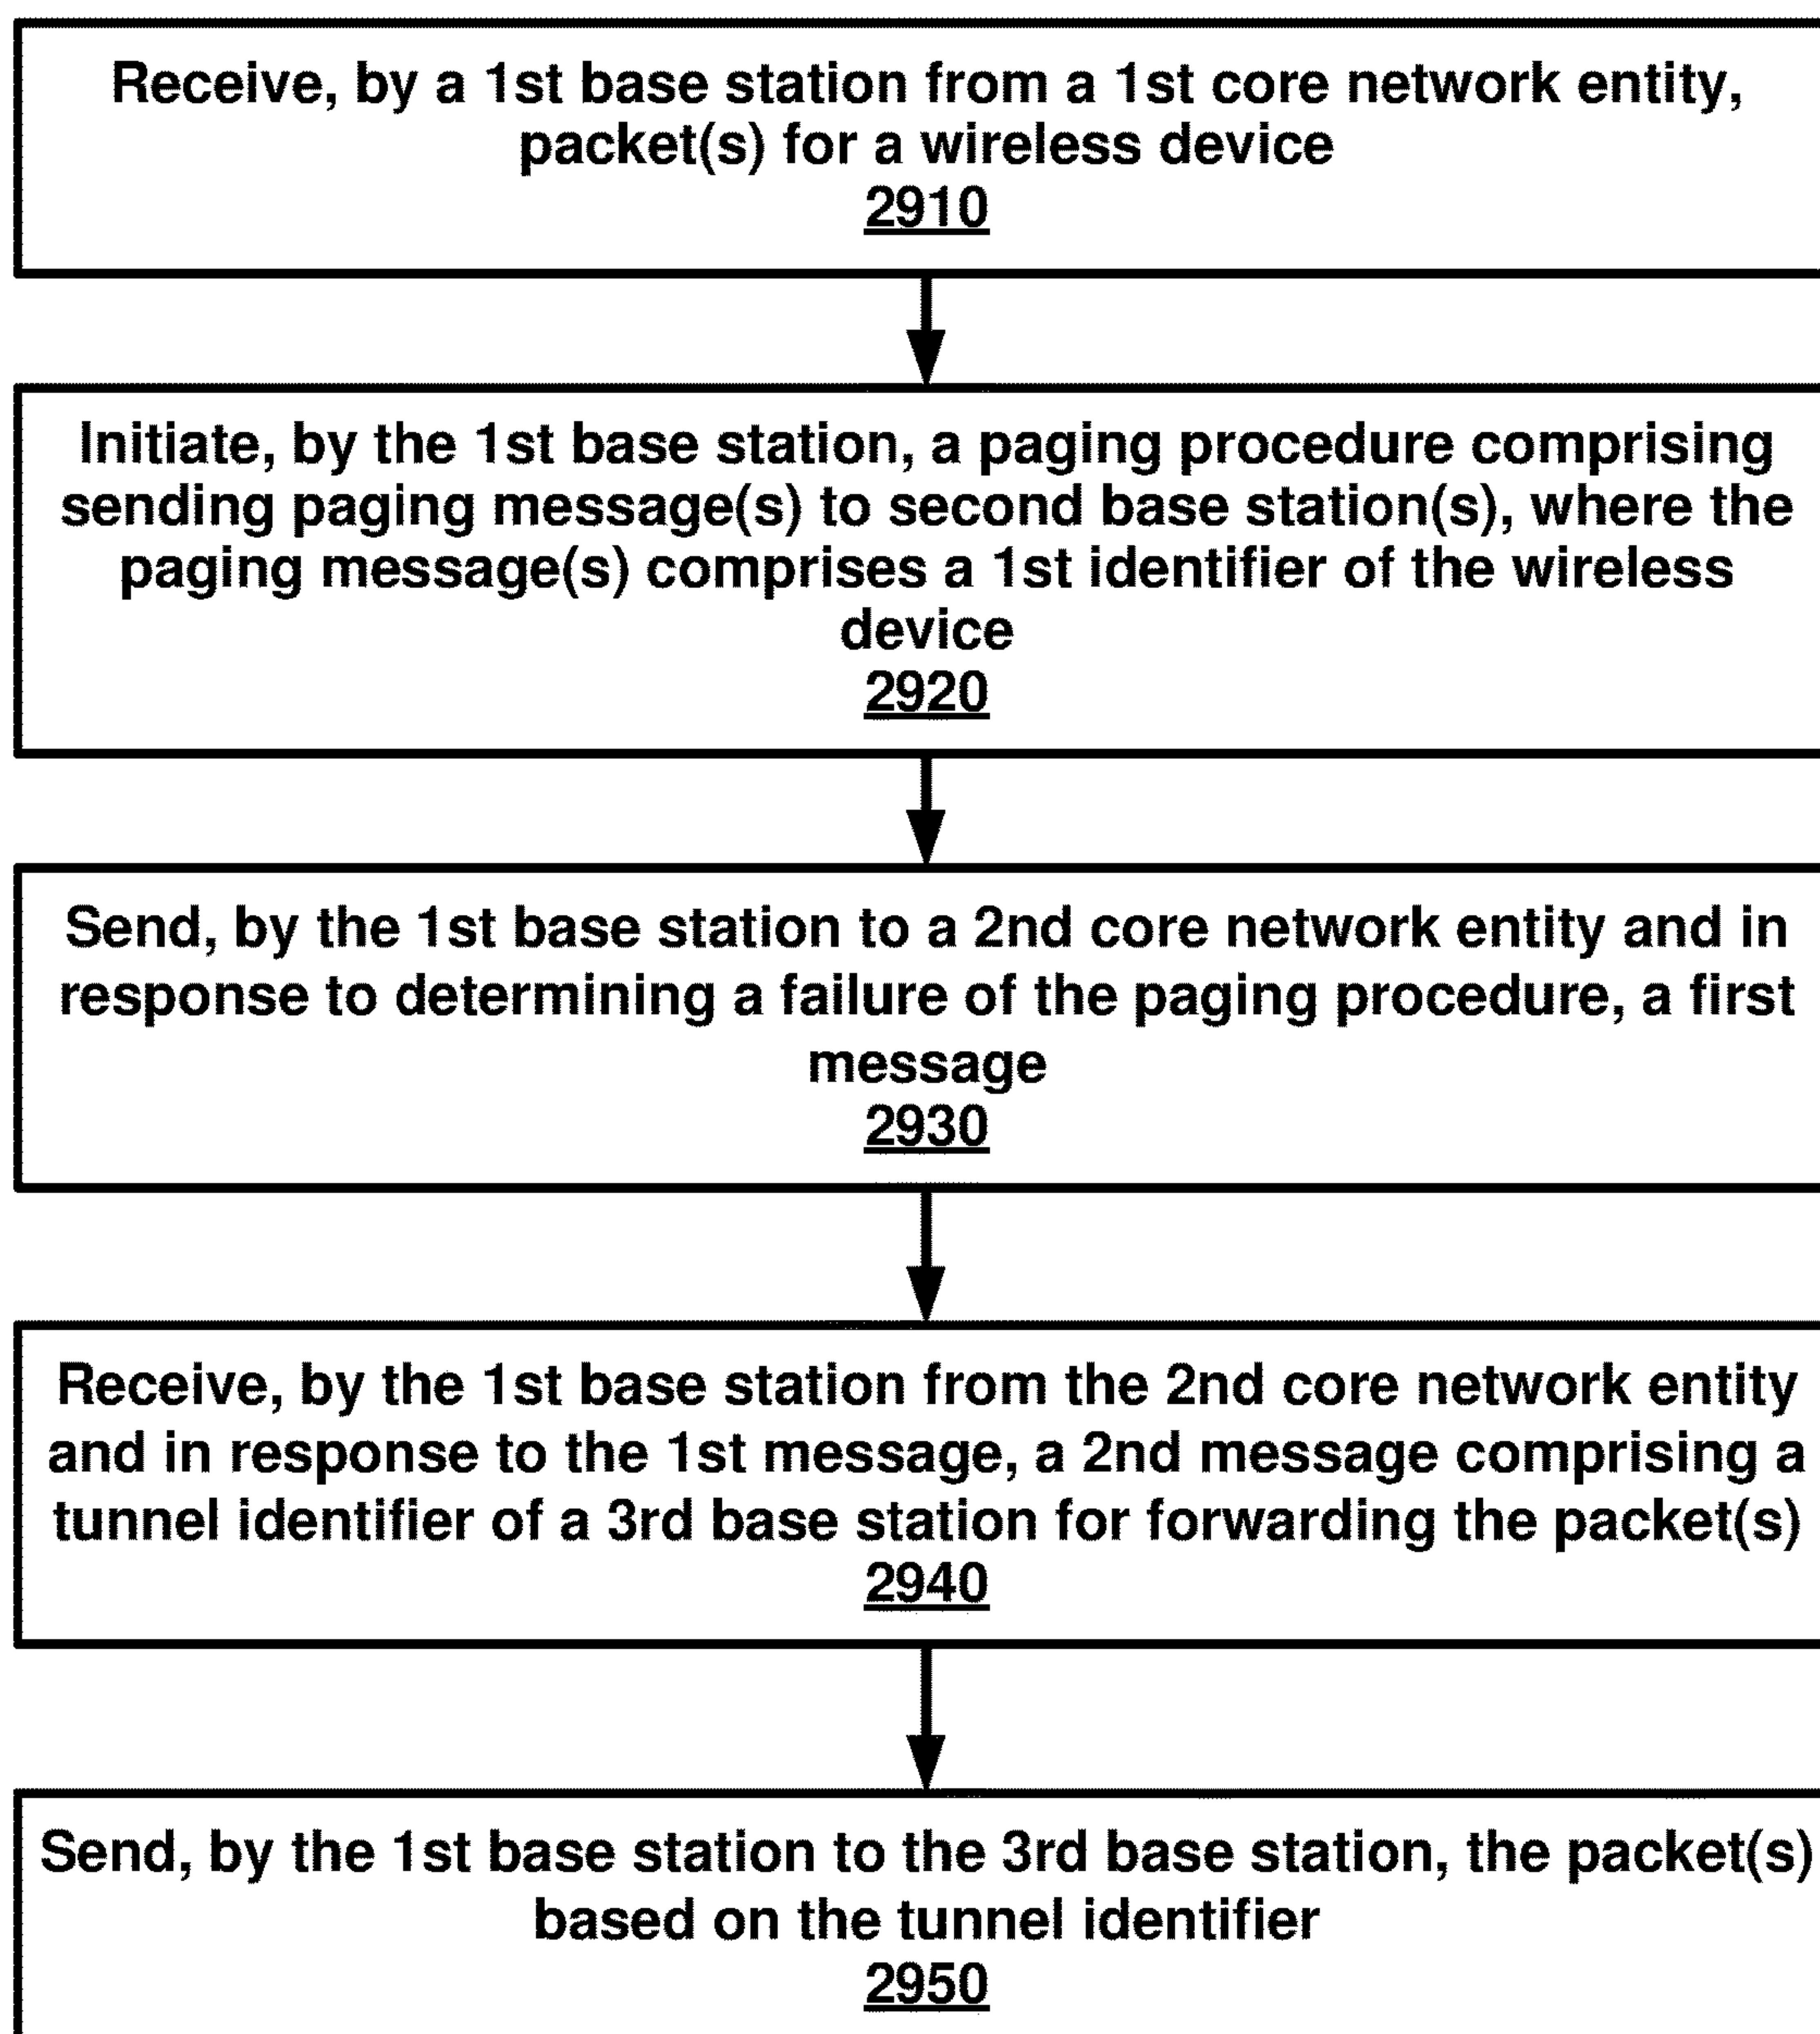 Receive, by a 1st base station from a 1st core network entity,
packet(s) for a wireless device
2910
Initiate, by the 1st base station, a paging procedure comprising
sending paging message(s) to second base station(s), where the
paging message(s) comprises a 1st identifier of the wireless
device
2920
Send, by the 1st base station to a 2nd core network entity and in
response to determining a failure of the paging procedure, a first
message
2930
Receive, by the 1st base station from the 2nd core network entity
and in response to the 1st message, a 2nd message comprising a
tunnel identifier of a 3rd base station for forwarding the packet(s)
2940
Send, by the 1st base station to the 3rd base station, the packet(s)
based on the tunnel identifier
2950